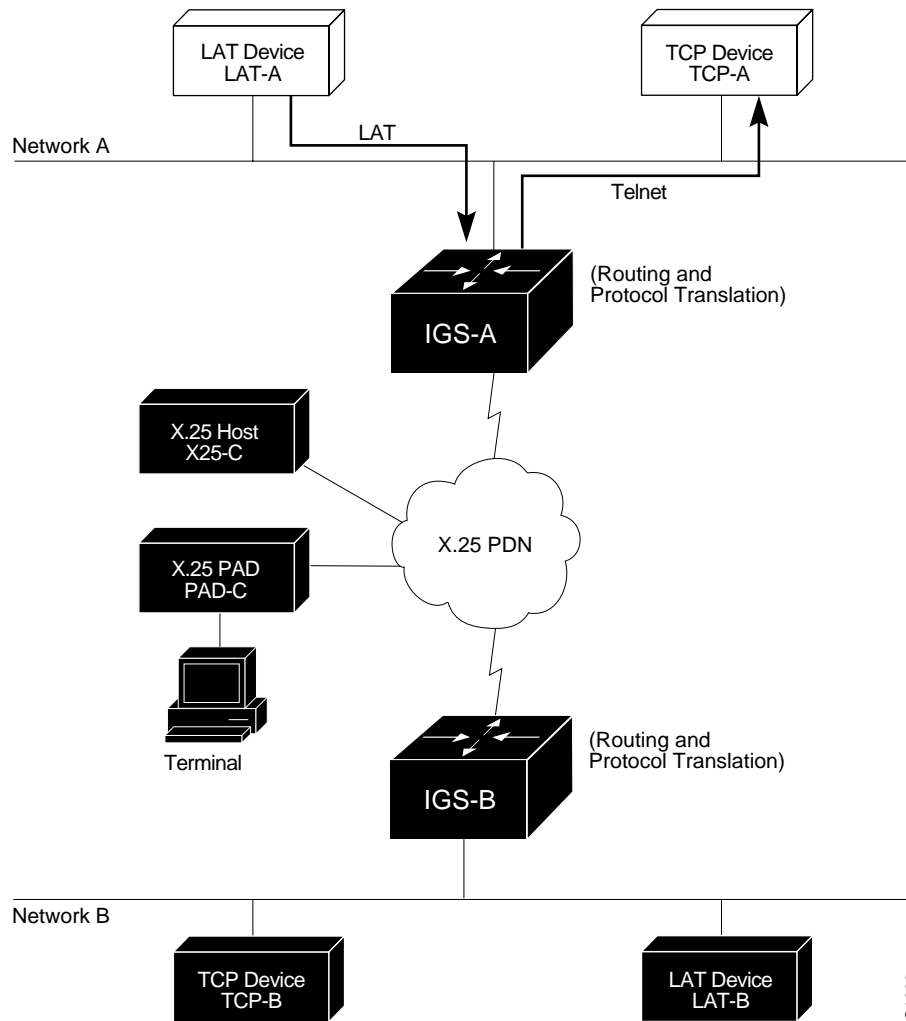 LAT Device
LAT-A
TCP Device
TCP-A
LAT
Network A
Telnet
(Routing and
Protocol Translation)
IGS-A
X.25 Host
X25-C
X.25 PDN
X.25 PAD
PAD-C
Terminal
(Routing and
Protocol Translation)
IGS-B
Network B
TCP Device
TCP-B
LAT Device
LAT-B